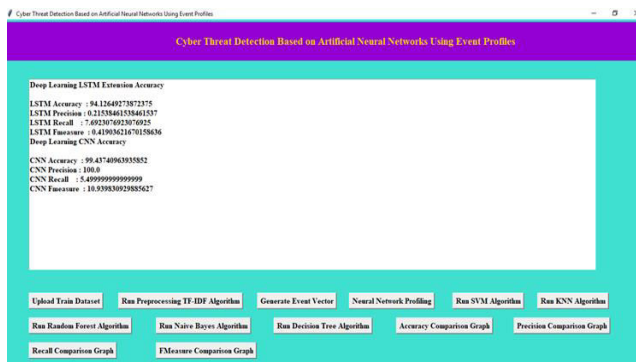 Cyber Threat Detection Based on Artificial Neural Networks Using Event Profiles
Cyber Threat Detection Based on Artificial Neural Networks Using Event Profiles
Deep Learning LSTM Extension Accuracy
LSTM Accuracy : 94.12649273872375
LSTM Precision : 0.21538461538461537
LSTM Recall : 7.6923076923076925
LSTM Fmeasure : 0.41903621670158636
Deep Learning CNN Accuracy
CNN Accuracy : 99.43740963935852
CNN Precision : 100.0
CNN Recall : 5.499999999999999
CNN Fmeasure : 10.939830929885627
Upload Train Dataset Run Preprocessing TF-IDF Algorithm Generate Event Vector Neural Network Profiling Run SVM Algorithm Run KNN Algorithm
Run Random Forest Algorithm Run Naive Bayes Algorithm Run Decision Tree Algorithm Accuracy Comparison Graph Precision Comparison Graph
Recall Comparison Graph FMeasure Comparison Graph